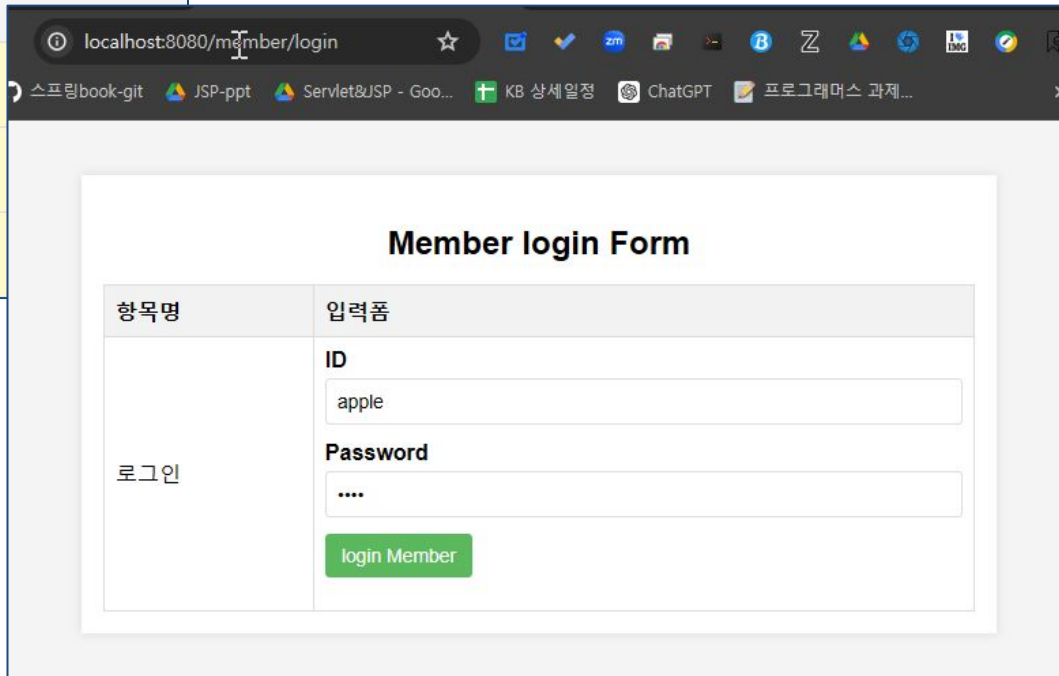 localhost:8080/member/login
zm
B
Z
I
IMG
스프링book-git JSP-ppt Servlet&JSP - Goo... KB 상세일정 ChatGPT 프로그래머스 과제...
Member login Form
항목명 입력폼
ID
apple
로그인
Password
••••
login Member